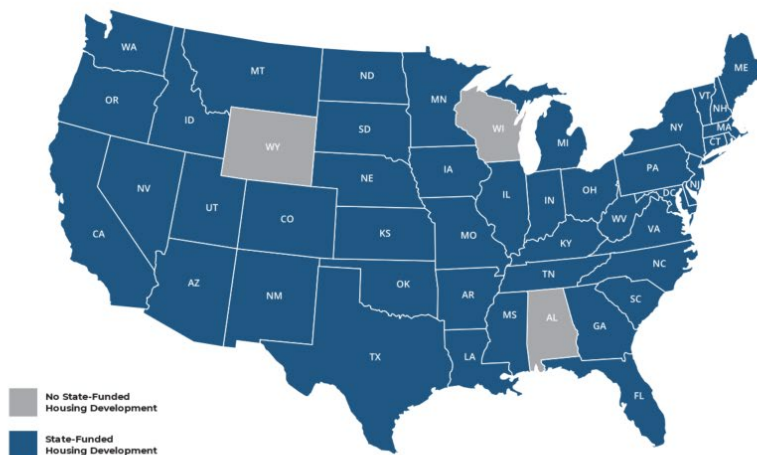 WA
MT
ND
ME
OR
ID
MN
VT
NH
SD
WI
NY
MA
WY
MI
CT
IA
PA
NE
NJ
NV
IL
IN
OH
DC
UT
CO
WV
CA
KS
MO
VA
KY
NC
TN
AZ
OK
NM
AR
SC
MS
AL
GA
TX
LA
FL
No State-Funded
Housing Development
State-Funded
Housing Development